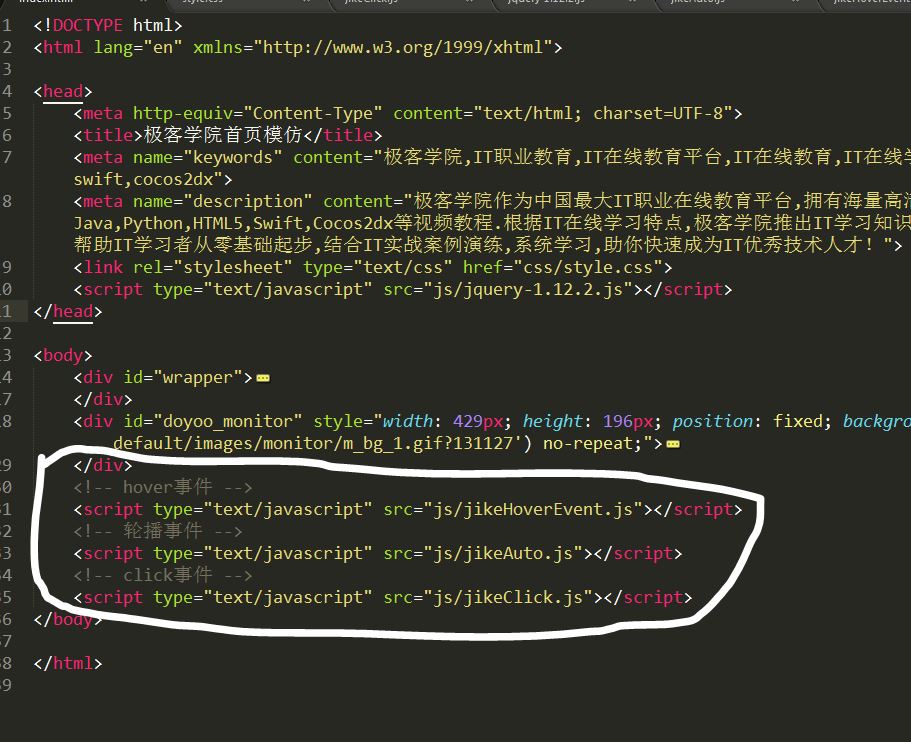 1 <!DOCTYPE html>
2 <html lang="en" xmlns="http://www.w3.org/1999/xhtml">
3
4 <head>
5 <meta http-equiv="Content-Type" content="text/html; charset=UTF-8">
6 <title>极客学院首页模仿</title>
7 <meta name="keywords" content="极客学院,IT职业教育,IT在线教育平台,IT在线教育,IT在线学
swift,cocos2dx">
8 <meta name="description" content="极客学院作为中国最大IT职业在线教育平台,拥有海量高清
Java,Python,HTML5,Swift,Cocos2dx等视频教程.根据IT在线学习特点,极客学院推出IT学习知识
帮助IT学习者从零基础起步,结合IT实战案例演练,系统学习,助你快速成为IT优秀技术人才！">
9 <link rel="stylesheet" type="text/css" href="css/style.css">
0 <script type="text/javascript" src="js/jquery-1.12.2.js"></script>
1 </head>
2
3 <body>
4 <div id="wrapper">
7 </div>
8 <div id="doyoo_monitor" style="width: 429px; height: 196px; position: fixed; backgro
default/images/monitor/m_bg_1.gif?131127') no-repeat;">
9 </div>
0 <!-- hover事件 -->
1 <script type="text/javascript" src="js/jikeHoverEvent.js"></script>
2 <!-- 轮播事件 -->
3 <script type="text/javascript" src="js/jikeAuto.js"></script>
4 <!-- click事件 -->
5 <script type="text/javascript" src="js/jikeClick.js"></script>
6 </body>
7
8 </html>
9